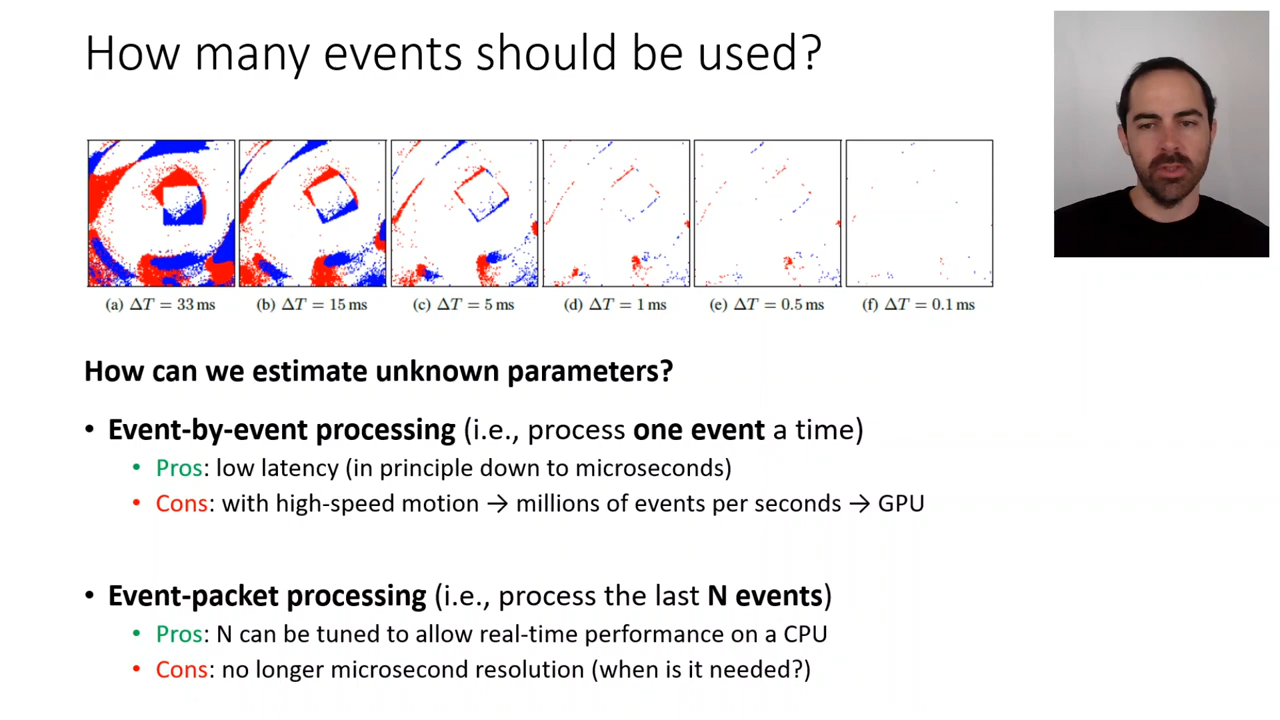 How many events should be used?
(a) ΔT = 33 ms
(b) ΔT = 15 ms
(c) ΔT = 5 ms
(d) ΔT = 1 ms
(e) ΔT = 0.5 ms
(f) ΔT = 0.1 ms
How can we estimate unknown parameters?
• Event-by-event processing (i.e., process one event a time)
• Pros: low latency (in principle down to microseconds)
• Cons: with high-speed motion → millions of events per seconds → GPU
• Event-packet processing (i.e., process the last N events)
• Pros: N can be tuned to allow real-time performance on a CPU
• Cons: no longer microsecond resolution (when is it needed?)